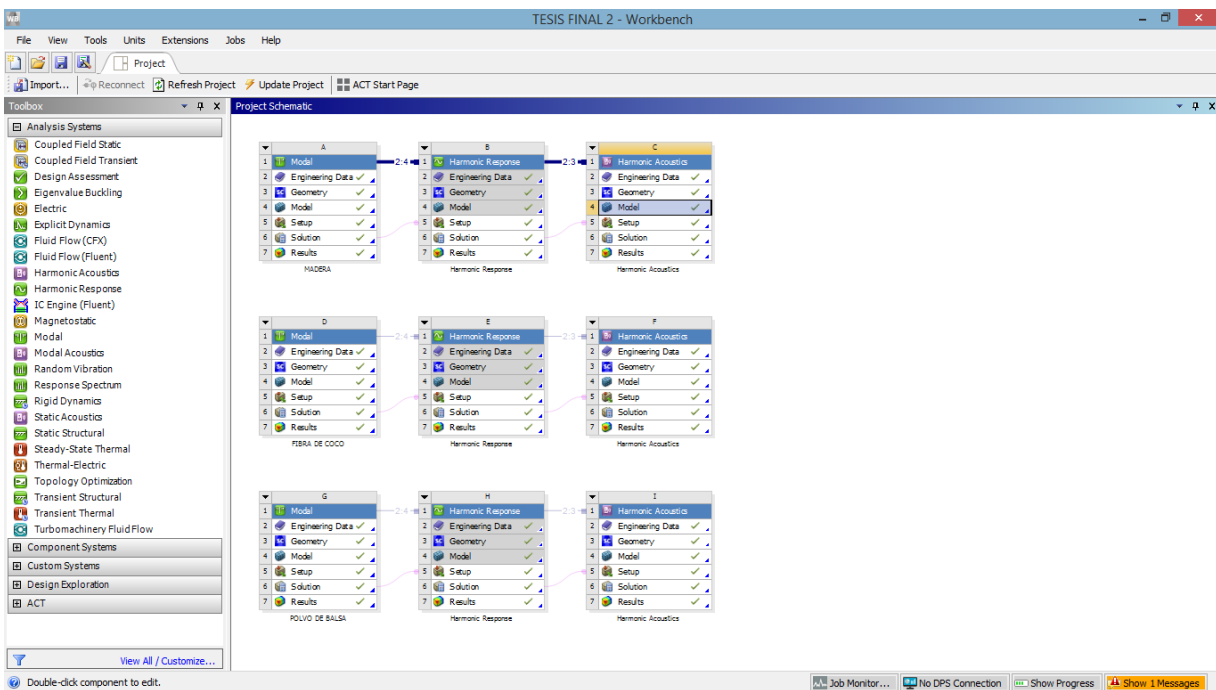 TESIS FINAL 2 - Workbench
File View Tools Units Extensions Jobs Help
Project
Import... Reconnect Refresh Project Update Project ACT Start Page
Toolbox
Project Schematic
Analysis Systems
Coupled Field Static
Coupled Field Transient
Design Assessment
Eigenvalue Buckling
Electric
Explicit Dynamics
Fluid Flow (CFX)
Fluid Flow (Fluent)
Harmonic Acoustics
Harmonic Response
IC Engine (Fluent)
Magnetostatic
Modal
Modal Acoustics
Random Vibration
Response Spectrum
Rigid Dynamics
Static Acoustics
Static Structural
Steady-State Thermal
Thermal-Electric
Topology Optimization
Transient Structural
Transient Thermal
Turbomachinery Fluid Flow
Component Systems
Custom Systems
Design Exploration
ACT
View All / Customize...
A
1 Modal
2 Engineering Data
3 Geometry
4 Model
5 Setup
6 Solution
7 Results
MADERA
2:4
B
1 Harmonic Response
2 Engineering Data
3 Geometry
4 Model
5 Setup
6 Solution
7 Results
Harmonic Response
2:3
C
1 Harmonic Acoustics
2 Engineering Data
3 Geometry
4 Model
5 Setup
6 Solution
7 Results
Harmonic Acoustics
D
1 Modal
2 Engineering Data
3 Geometry
4 Model
5 Setup
6 Solution
7 Results
FIBRA DE COCO
2:4
E
1 Harmonic Response
2 Engineering Data
3 Geometry
4 Model
5 Setup
6 Solution
7 Results
Harmonic Response
2:3
F
1 Harmonic Acoustics
2 Engineering Data
3 Geometry
4 Model
5 Setup
6 Solution
7 Results
Harmonic Acoustics
G
1 Modal
2 Engineering Data
3 Geometry
4 Model
5 Setup
6 Solution
7 Results
POLVO DE BALSA
2:4
H
1 Harmonic Response
2 Engineering Data
3 Geometry
4 Model
5 Setup
6 Solution
7 Results
Harmonic Response
2:3
I
1 Harmonic Acoustics
2 Engineering Data
3 Geometry
4 Model
5 Setup
6 Solution
7 Results
Harmonic Acoustics
Double-click component to edit.
Job Monitor... No DPS Connection Show Progress Show 1 Messages